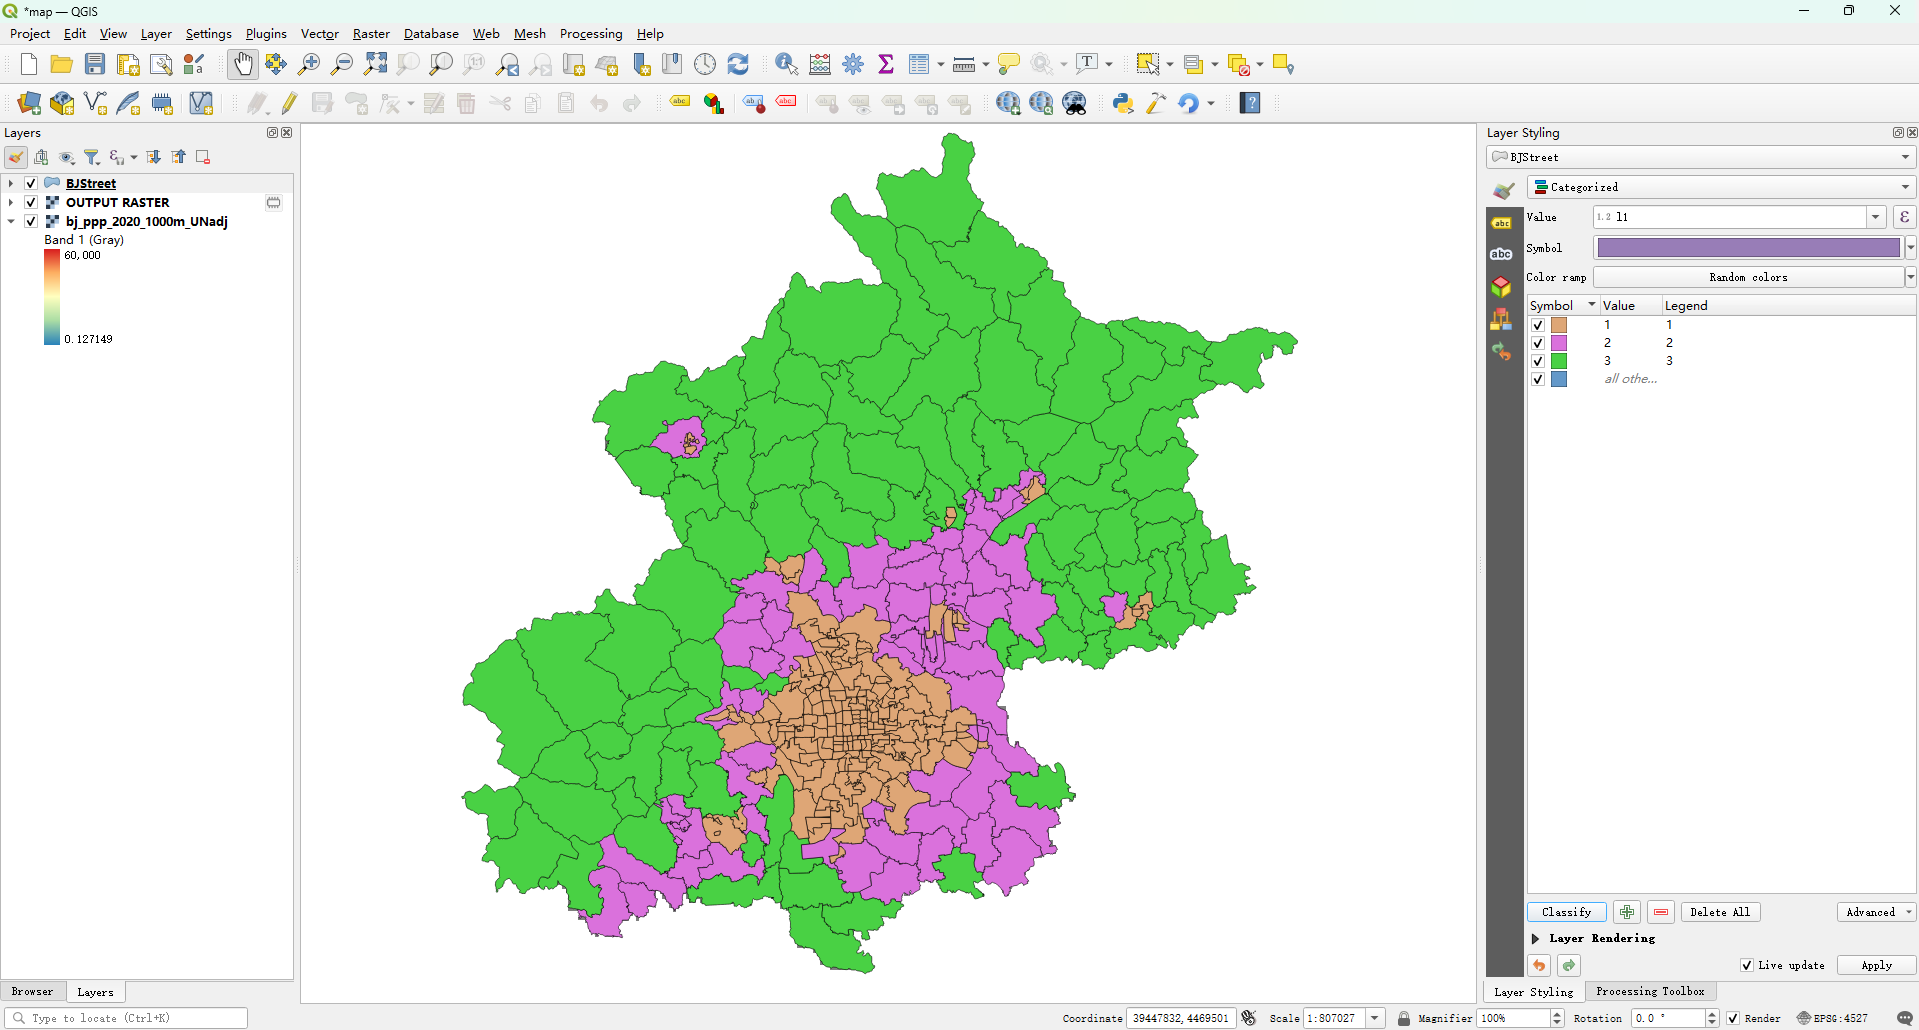 *map — QGIS
Project Edit View Layer Settings Plugins Vector Raster Database Web Mesh Processing Help
Layers
BJStreet
OUTPUT RASTER
bj_ppp_2020_1000m_UNadj
Band 1 (Gray)
60,000
0.127149
Browser Layers
Type to locate (Ctrl+K)
Layer Styling
BJStreet
Categorized
Value 1.2 l1
Symbol
Color ramp Random colors
Symbol Value Legend
1 1
2 2
3 3
all othe...
Classify Delete All Advanced
Layer Rendering
Live update Apply
Layer Styling Processing Toolbox
Coordinate 39447832,4469501 Scale 1:807027 Magnifier 100% Rotation 0.0 ° Render EPSG:4527